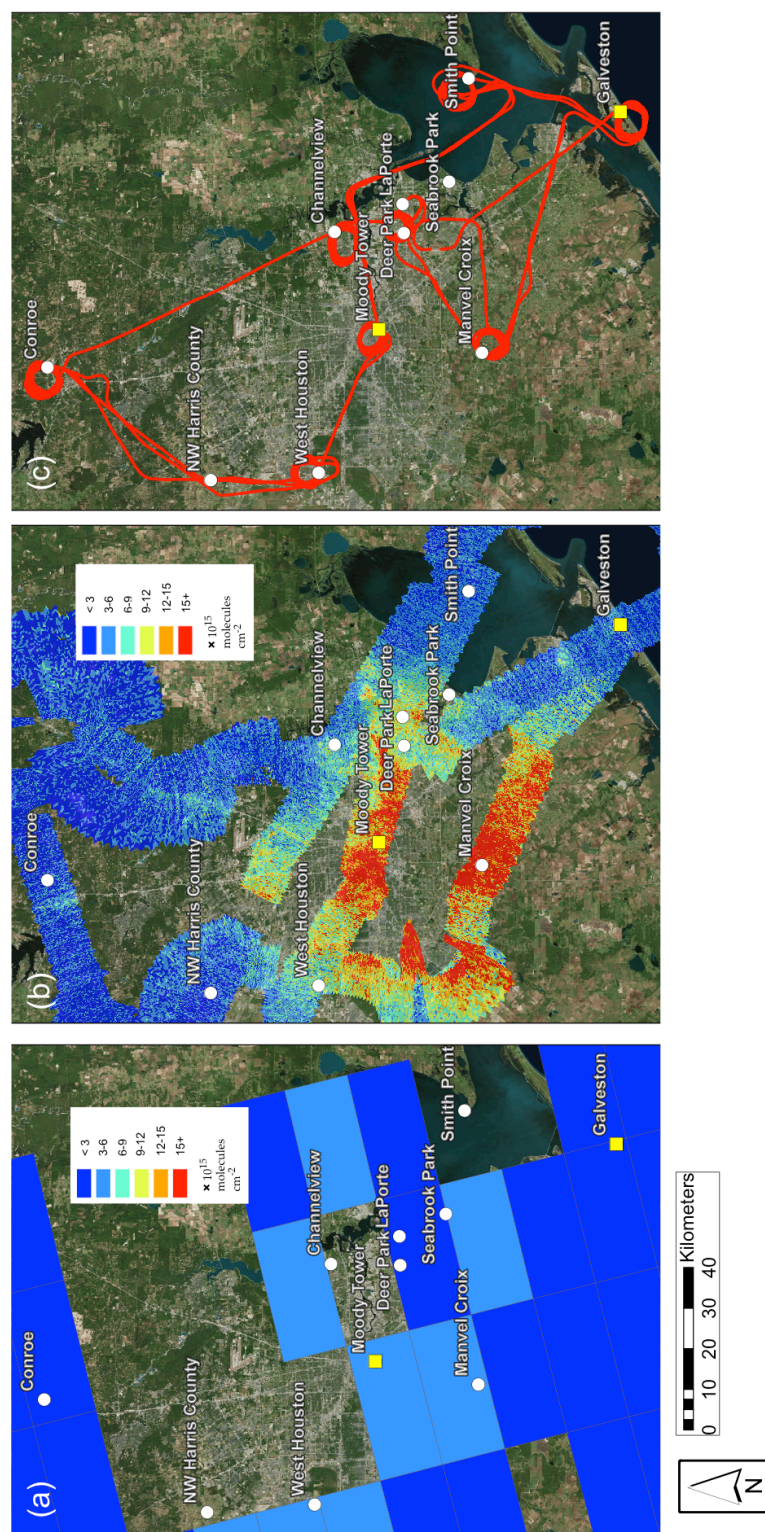 (a)
Conroe
NW Harris County
West Houston
Channelview
Moody Tower
Deer Park
LaPorte
Seabrook Park
Manvel Croix
Smith Point
Galveston
< 3
3-6
6-9
9-12
12-15
15+
× 10¹⁵
molecules
cm⁻²
N
0 10 20 30 40
Kilometers
(b)
Conroe
NW Harris County
West Houston
Channelview
Moody Tower
Deer Park
LaPorte
Seabrook Park
Manvel Croix
Smith Point
Galveston
< 3
3-6
6-9
9-12
12-15
15+
× 10¹⁵
molecules
cm⁻²
(c)
Conroe
NW Harris County
West Houston
Channelview
Moody Tower
Deer Park
LaPorte
Seabrook Park
Manvel Croix
Smith Point
Galveston